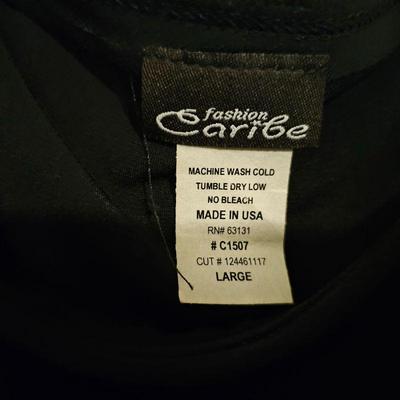 fashion
Caribe
MACHINE WASH COLD
TUMBLE DRY LOW
NO BLEACH
MADE IN USA
RN# 63131
# C1507
CUT # 124461117
LARGE